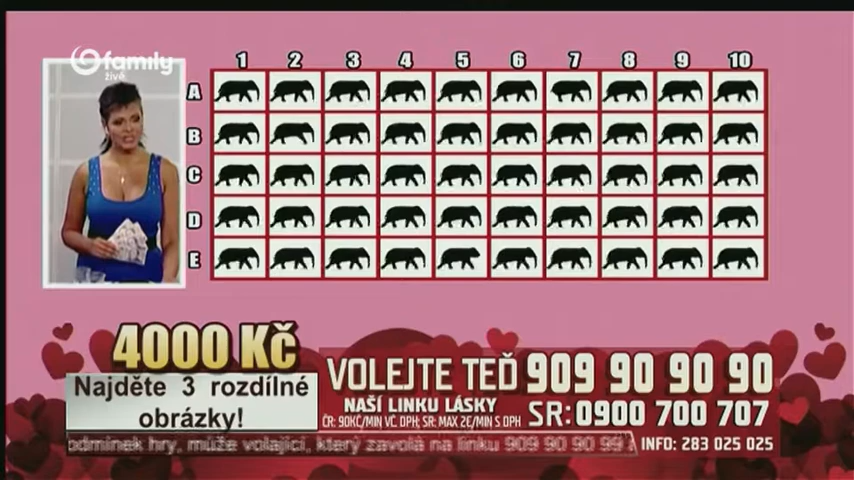 family
živě
1 2 3 4 5 6 7 8 9 10
A
B
C
D
E
4000 Kč
Najděte 3 rozdílné
obrázky!
VOLEJTE TEĎ 909 90 90 90
NAŠÍ LINKU LÁSKY
ČR: 90KČ/MIN VČ. DPH; SR: MAX 2€/MIN S DPH
SR: 0900 700 707
odmínek hry, může volající, který zavolá na linku 909 90 90 99
INFO: 283 025 025